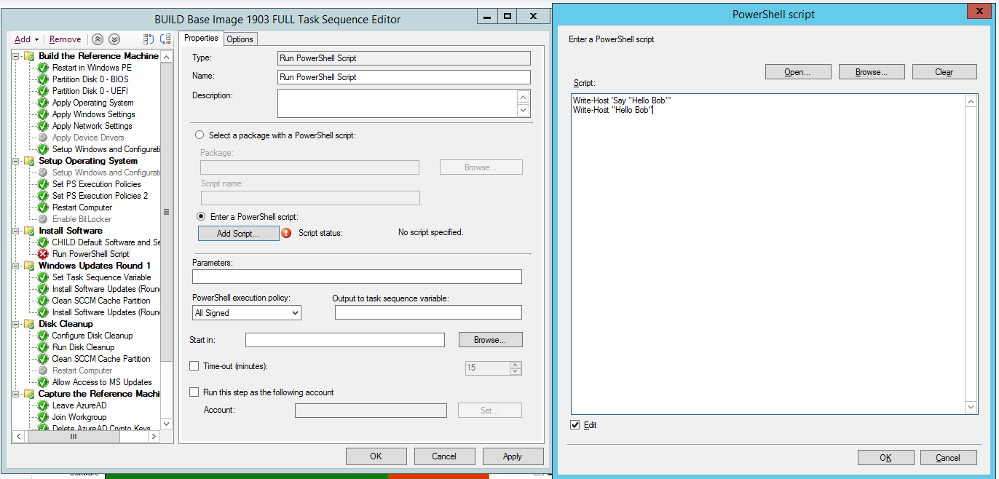 BUILD Base Image 1903 FULL Task Sequence Editor
Add
Remove
Build the Reference Machine
Restart in Windows PE
Partition Disk 0 - BIOS
Partition Disk 0 - UEFI
Apply Operating System
Apply Windows Settings
Apply Network Settings
Apply Device Drivers
Setup Windows and Configurati
Setup Operating System
Setup Windows and Configurati
Set PS Execution Policies
Set PS Execution Policies 2
Restart Computer
Enable BitLocker
Install Software
CHILD Default Software and Se
Run PowerShell Script
Windows Updates Round 1
Set Task Sequence Variable
Install Software Updates (Roun
Clean SCCM Cache Partition
Install Software Updates (Roun
Disk Cleanup
Configure Disk Cleanup
Run Disk Cleanup
Clean SCCM Cache Partition
Restart Computer
Allow Access to MS Updates
Capture the Reference Machi
Leave AzureAD
Join Workgroup
Delete AzureAD Crypto Keys
Properties
Options
Type:
Run PowerShell Script
Name:
Run PowerShell Script
Description:
Select a package with a PowerShell script:
Package:
Browse...
Script name:
Enter a PowerShell script:
Add Script...
Script status:
No script specified.
Parameters:
PowerShell execution policy:
Output to task sequence variable:
All Signed
Start in:
Browse...
Time-out (minutes):
15
Run this step as the following account
Account:
Set...
OK
Cancel
Apply
Software
PowerShell script
Enter a PowerShell script
Open...
Browse...
Clear
Script:
Write-Host 'Say "Hello Bob"'
Write-Host "Hello Bob"
Edit
OK
Cancel